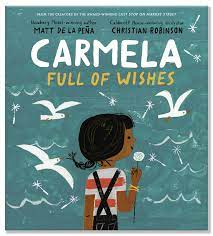 FROM THE CREATORS OF THE AWARD-WINNING LAST STOP ON MARKET STREET
Newbery Medal-winning author
MATT DE LA PEÑA
Caldecott Honor-winning illustrator
CHRISTIAN ROBINSON
CARMELA
FULL OF WISHES